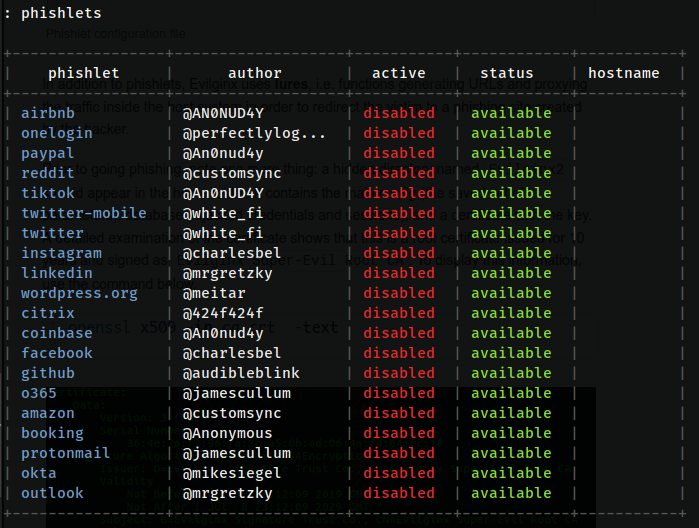 : phishlets
Phishlet configuration file
phishlet | author | active | status | hostname
airbnb | @AN0NUD4Y | disabled | available |
onelogin | @perfectlylog... | disabled | available |
paypal | @An0nud4y | disabled | available |
reddit | @customsync | disabled | available |
tiktok | @An0nUD4Y | disabled | available |
twitter-mobile | @white_fi | disabled | available |
twitter | @white_fi | disabled | available |
instagram | @charlesbel | disabled | available |
linkedin | @mrgretzky | disabled | available |
wordpress.org | @meitar | disabled | available |
citrix | @424f424f | disabled | available |
coinbase | @An0nud4y | disabled | available |
facebook | @charlesbel | disabled | available |
github | @audibleblink | disabled | available |
o365 | @jamescullum | disabled | available |
amazon | @customsync | disabled | available |
booking | @Anonymous | disabled | available |
protonmail | @jamescullum | disabled | available |
okta | @mikesiegel | disabled | available |
outlook | @mrgretzky | disabled | available |